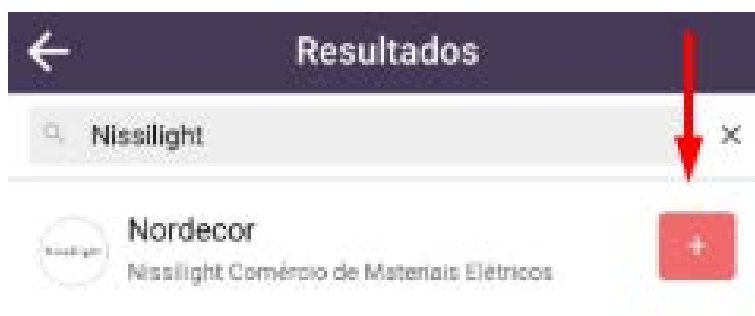 Resultados
Nissilight
Nordecor
Nissilight Comércio de Materiais Elétricos